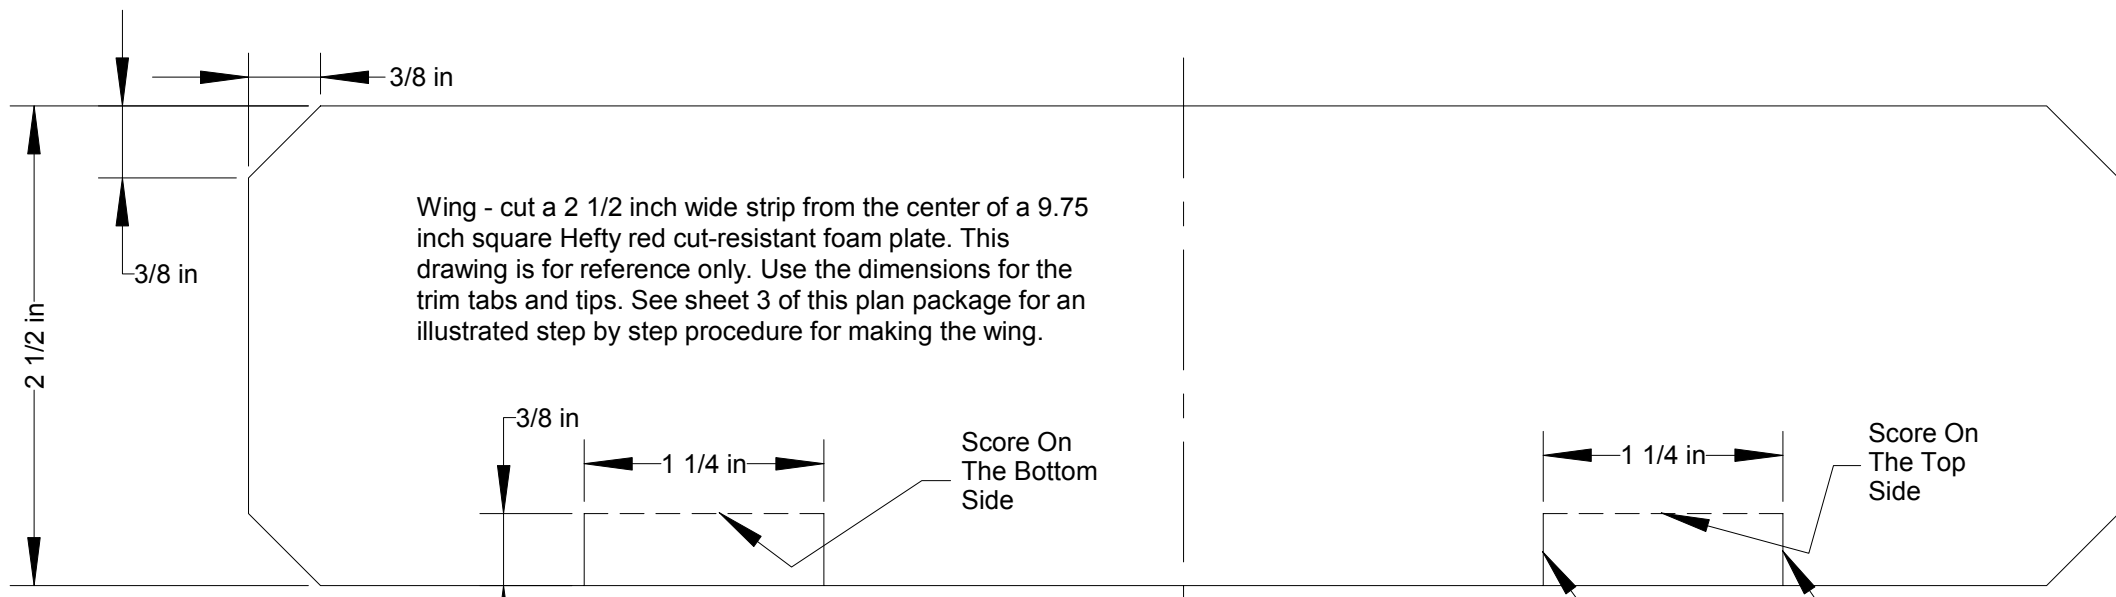 3/8 in
Wing - cut a 2 1/2 inch wide strip from the center of a 9.75
inch square Hefty red cut-resistant foam plate. This
drawing is for reference only. Use the dimensions for the
trim tabs and tips. See sheet 3 of this plan package for an
illustrated step by step procedure for making the wing.
3/8 in
2 1/2 in
3/8 in
1 1/4 in
Score On
The Bottom
Side
1 1/4 in
Score On
The Top
Side